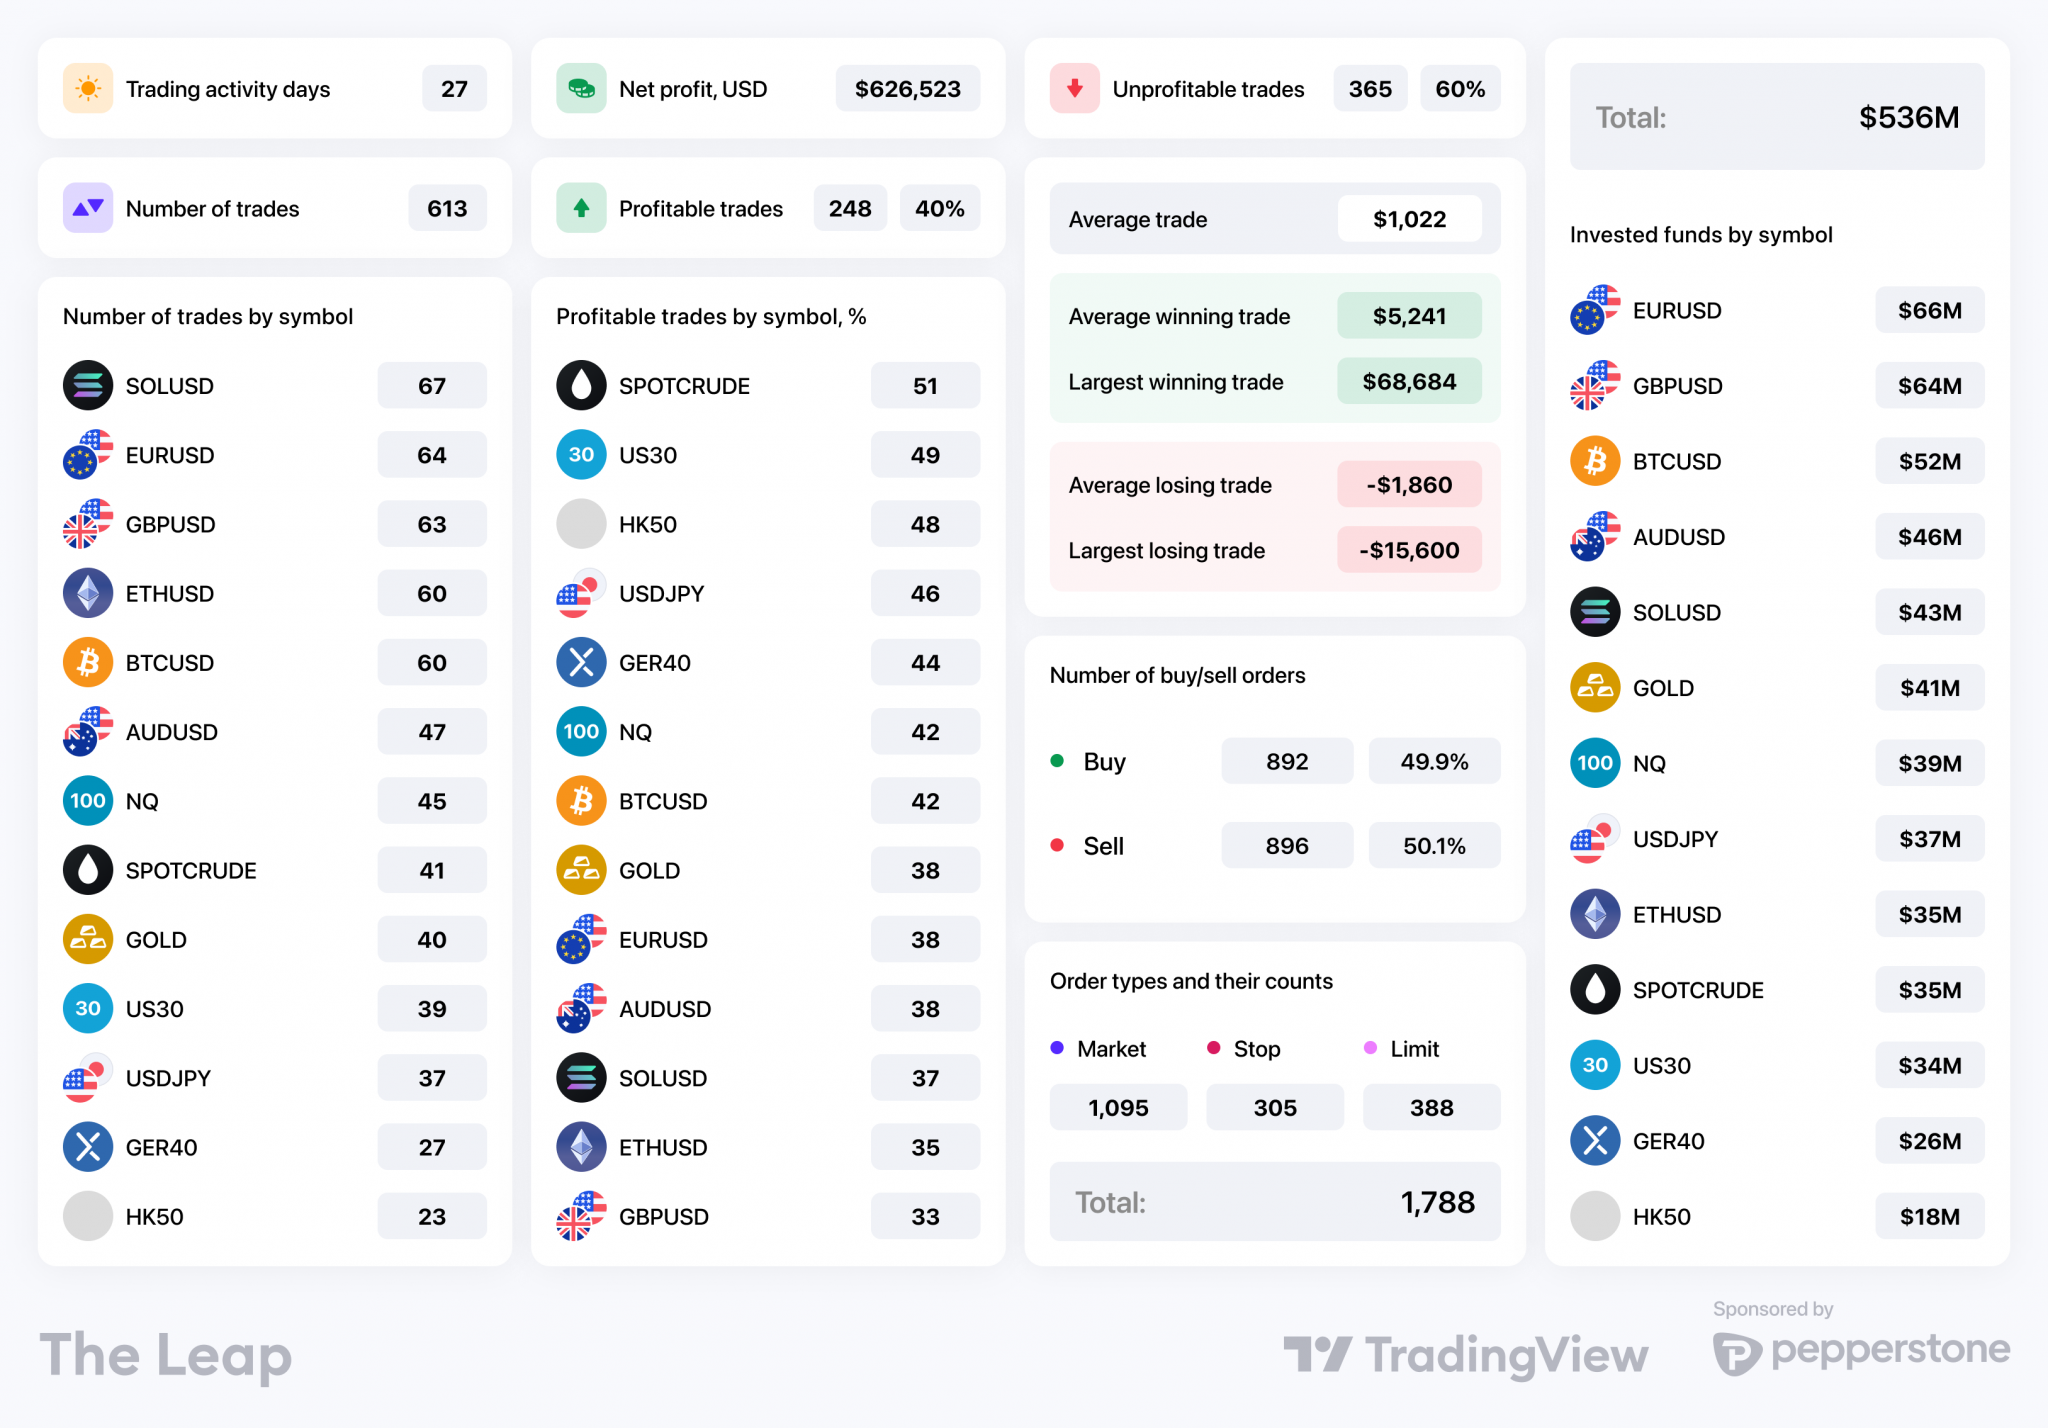 Trading activity days 27
Number of trades 613
Number of trades by symbol
SOLUSD 67
EURUSD 64
GBPUSD 63
ETHUSD 60
BTCUSD 60
AUDUSD 47
100 NQ 45
SPOTCRUDE 41
GOLD 40
30 US30 39
USDJPY 37
GER40 27
HK50 23
Net profit, USD $626,523
Profitable trades 248 40%
Profitable trades by symbol, %
SPOTCRUDE 51
30 US30 49
HK50 48
USDJPY 46
GER40 44
100 NQ 42
BTCUSD 42
GOLD 38
EURUSD 38
AUDUSD 38
SOLUSD 37
ETHUSD 35
GBPUSD 33
Unprofitable trades 365 60%
Average trade $1,022
Average winning trade $5,241
Largest winning trade $68,684
Average losing trade -$1,860
Largest losing trade -$15,600
Number of buy/sell orders
Buy 892 49.9%
Sell 896 50.1%
Order types and their counts
Market Stop Limit
1,095 305 388
Total: 1,788
Total: $536M
Invested funds by symbol
EURUSD $66M
GBPUSD $64M
BTCUSD $52M
AUDUSD $46M
SOLUSD $43M
GOLD $41M
100 NQ $39M
USDJPY $37M
ETHUSD $35M
SPOTCRUDE $35M
30 US30 $34M
GER40 $26M
HK50 $18M
The Leap
TradingView
Sponsored by
pepperstone